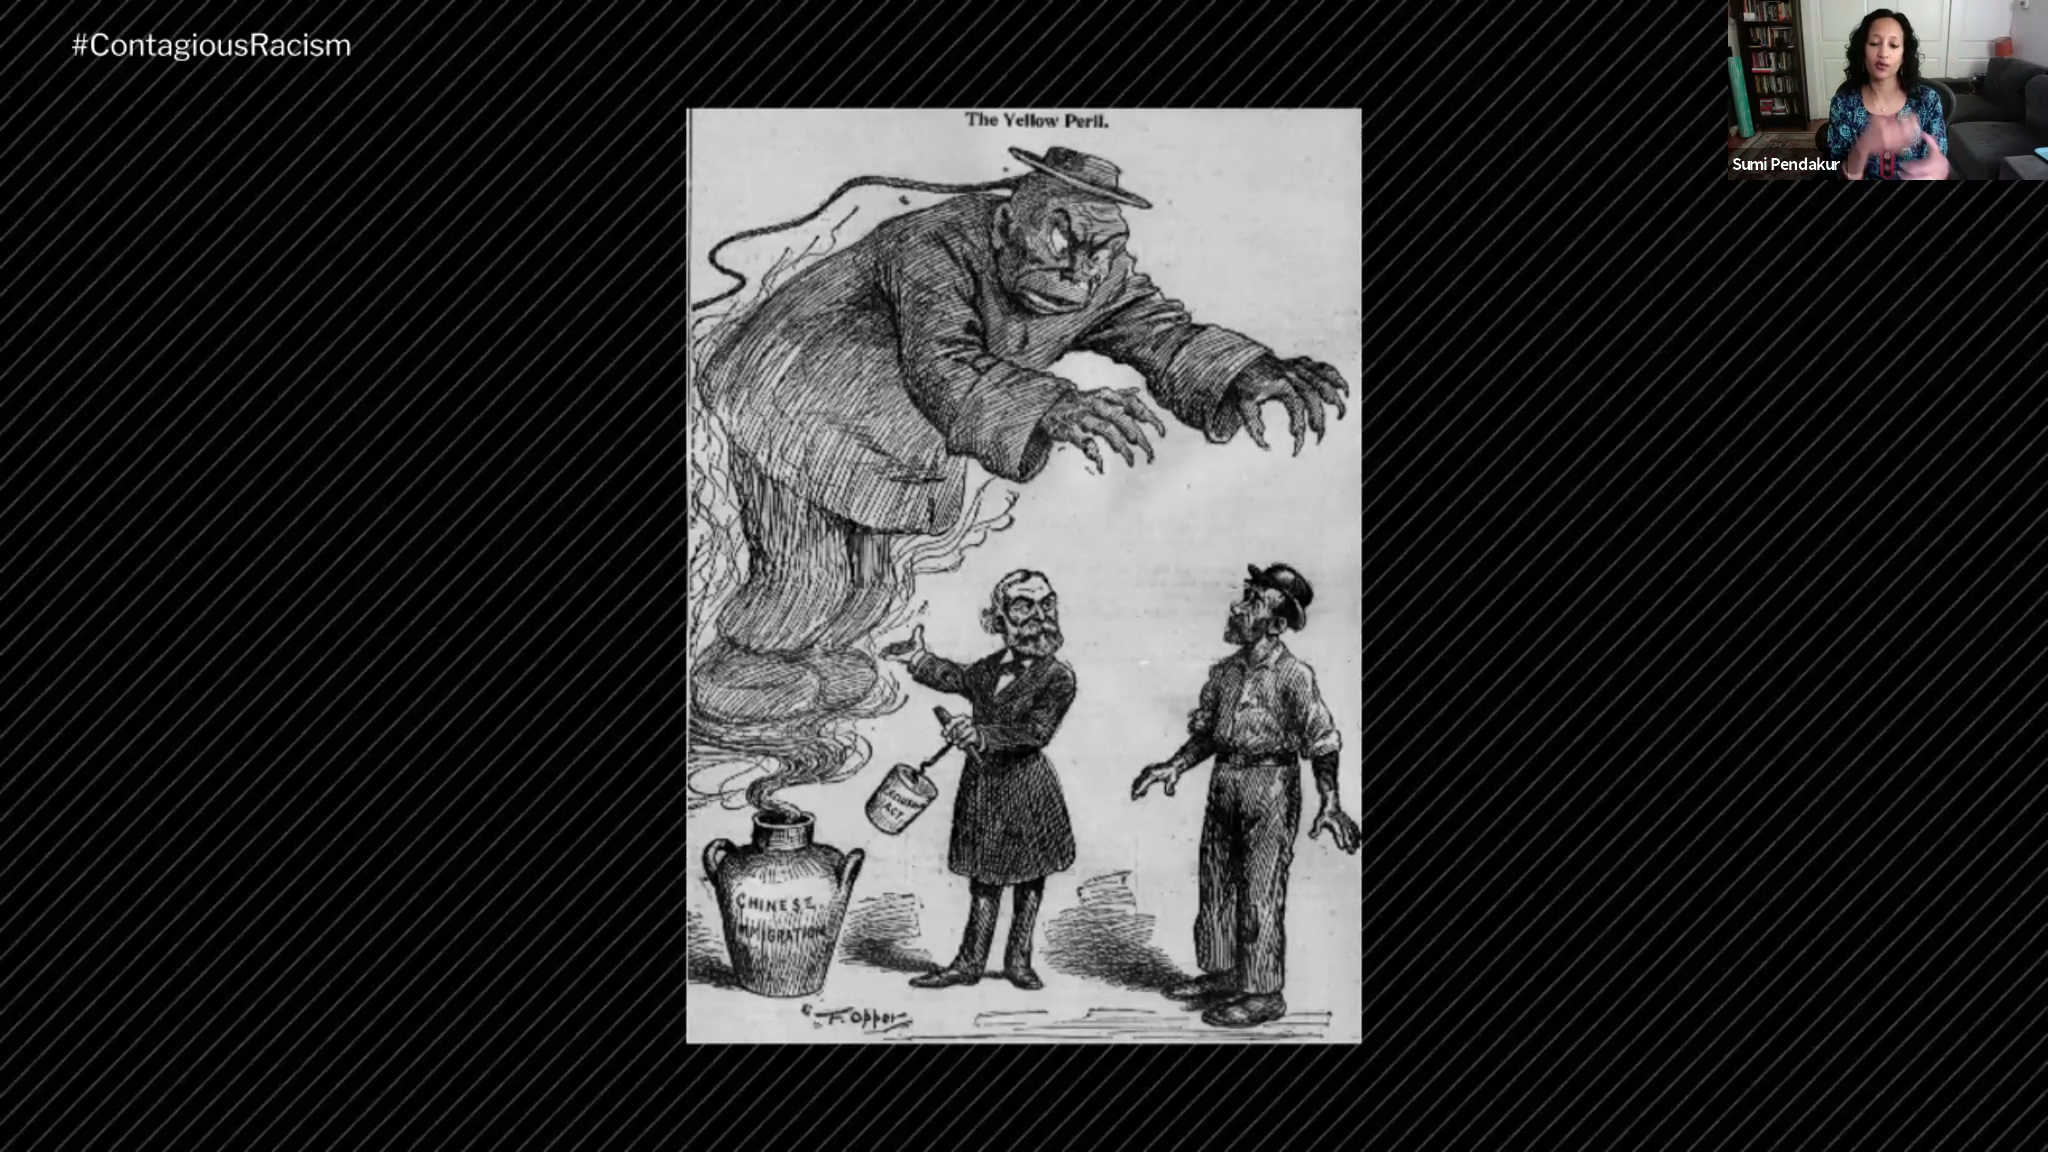 #ContagiousRacism
Sumi Pendakur
The Yellow Peril.
ACT
CHINESE
IMMIGRATION
F. Opper